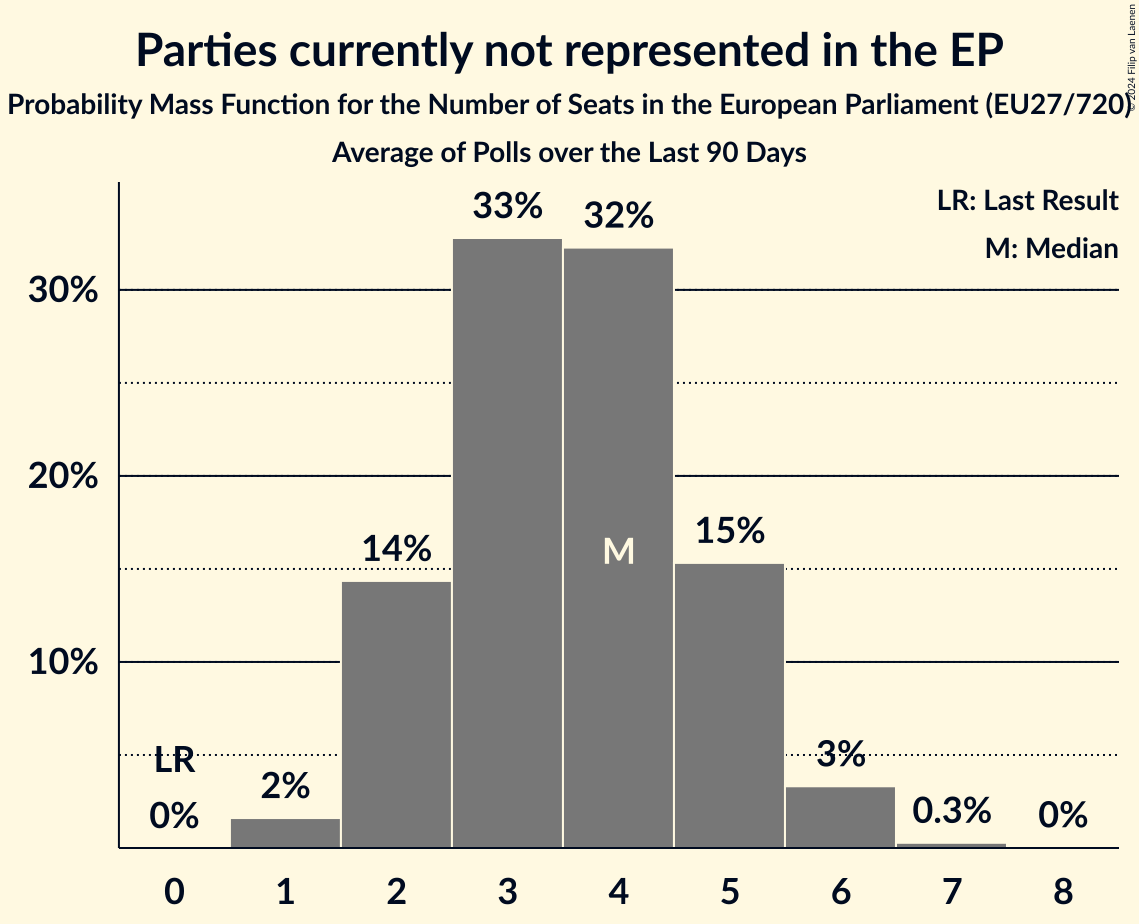 Parties currently not represented in the EP
Probability Mass Function for the Number of Seats in the European Parliament (EU27/720)
Average of Polls over the Last 90 Days
© 2024 Filip van Laenen
LR: Last Result
M: Median
33%
32%
30%
20%
15%
14%
M
10%
LR
3%
2%
0%
0.3%
0%
0 1 2 3 4 5 6 7 8